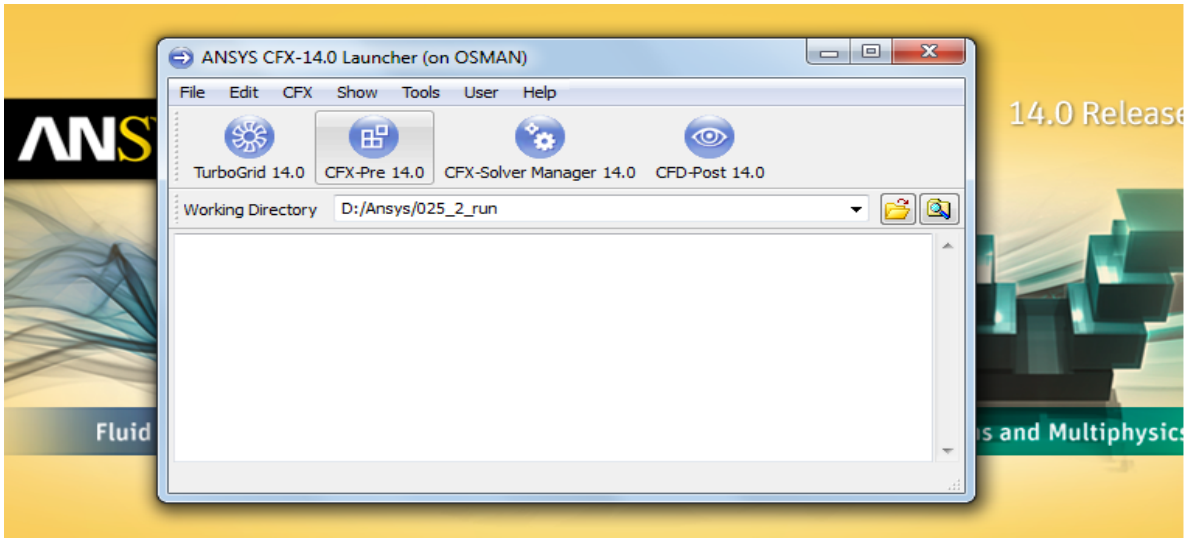 ANSYS CFX-14.0 Launcher (on OSMAN)
File Edit CFX Show Tools User Help
ANS
14.0 Release
TurboGrid 14.0 CFX-Pre 14.0 CFX-Solver Manager 14.0 CFD-Post 14.0
Working Directory D:/Ansys/025_2_run
Fluid
s and Multiphysics